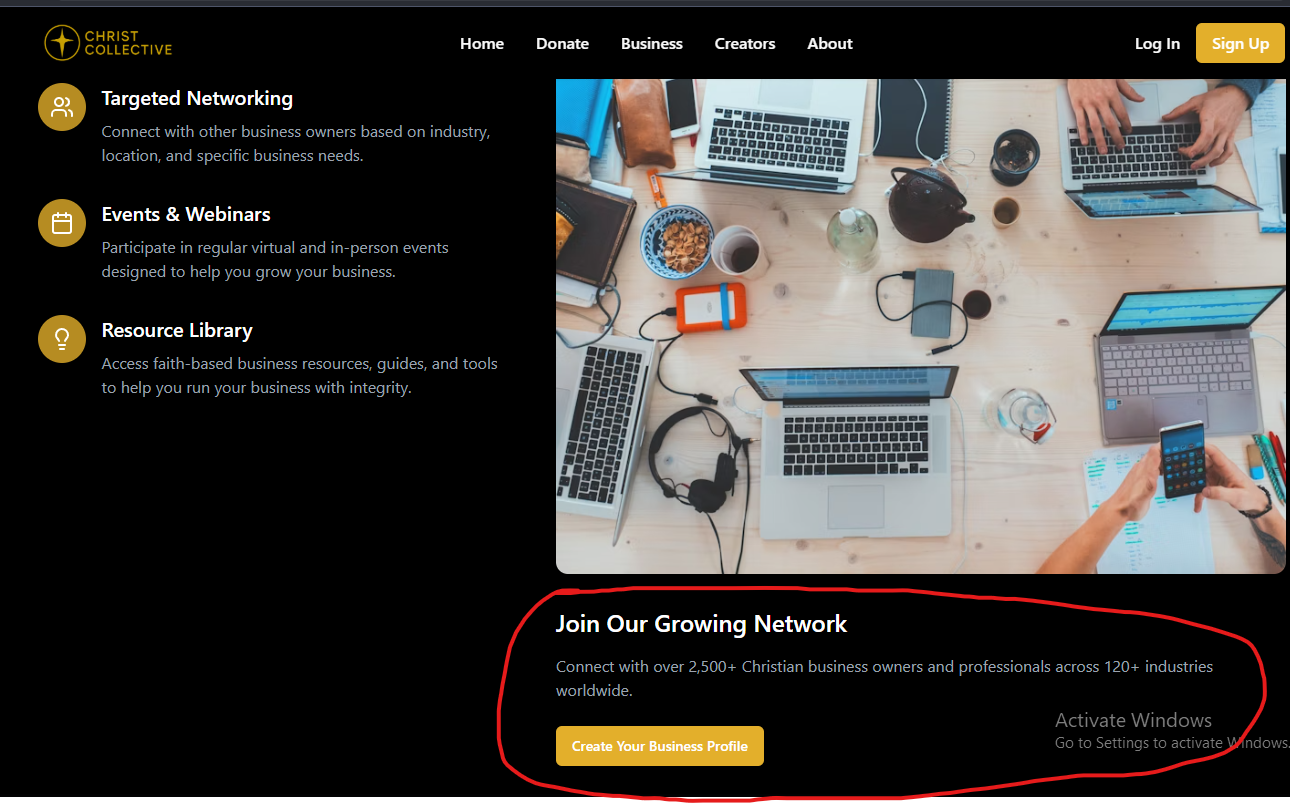 CHRIST
COLLECTIVE
Home Donate Business Creators About
Log In Sign Up
Targeted Networking
Connect with other business owners based on industry,
location, and specific business needs.
Events & Webinars
Participate in regular virtual and in-person events
designed to help you grow your business.
Resource Library
Access faith-based business resources, guides, and tools
to help you run your business with integrity.
Join Our Growing Network
Connect with over 2,500+ Christian business owners and professionals across 120+ industries
worldwide.
Create Your Business Profile
Activate Windows
Go to Settings to activate Windows.